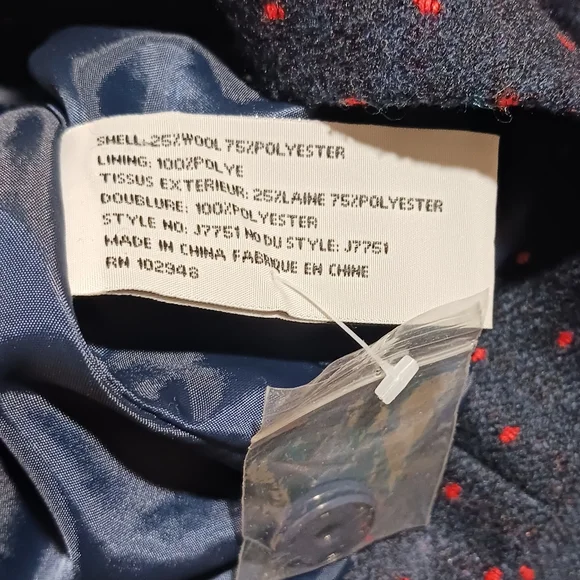 SHELL: 25%WOOL 75%POLYESTER
LINING: 100%POLYE
TISSUS EXTERIEUR: 25%LAINE 75%POLYESTER
DOUBLURE: 100%POLYESTER
STYLE NO: J7751 NO DU STYLE: J7751
MADE IN CHINA FABRIQUE EN CHINE
RN 102948